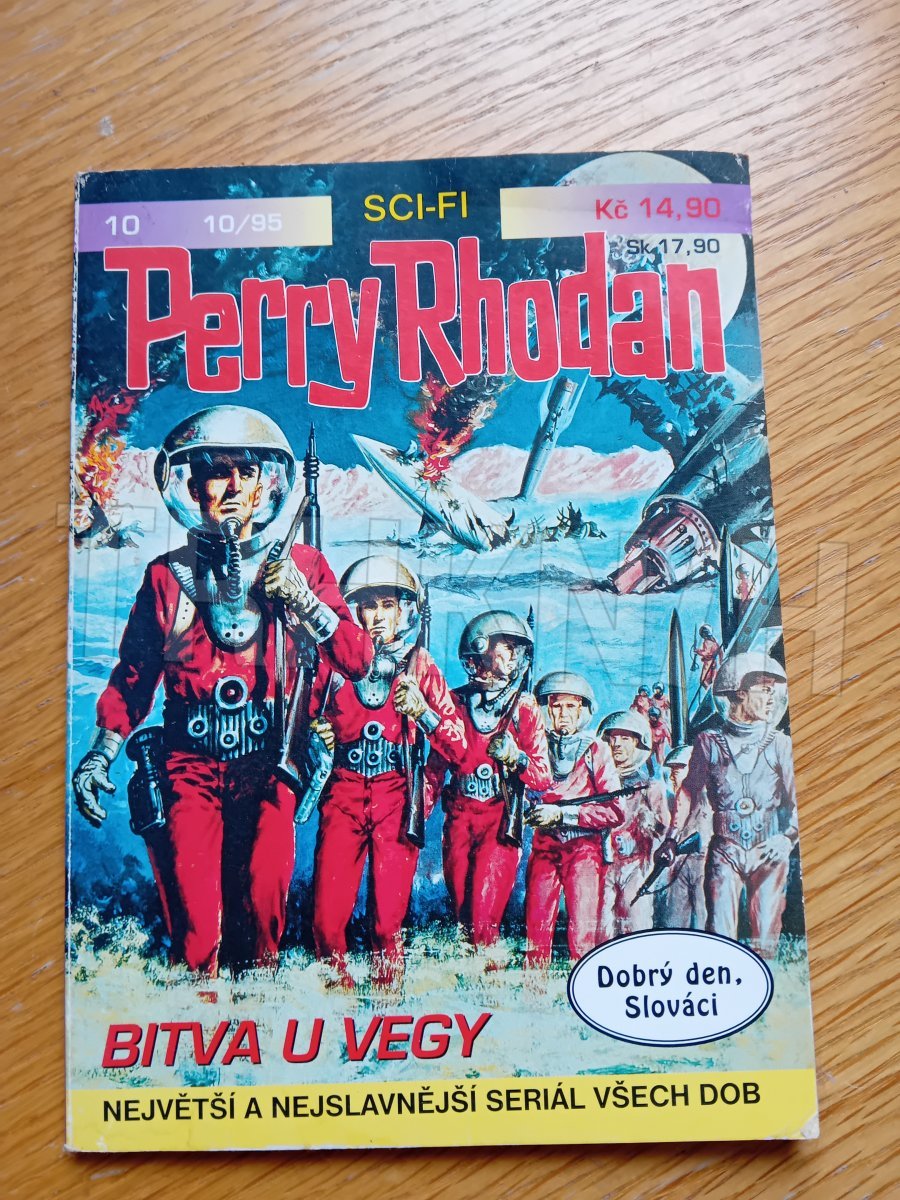 10 10/95 SCI-FI Kč 14,90
Sk 17,90
Perry Rhodan
Dobrý den,
Slováci
BITVA U VEGY
NEJVĚTŠÍ A NEJSLAVNĚJŠÍ SERIÁL VŠECH DOB